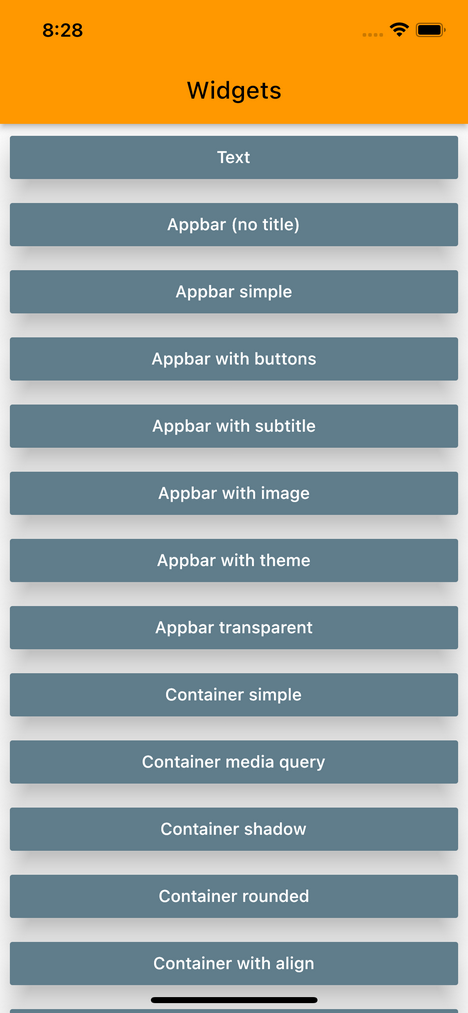 8:28
Widgets
Text
Appbar (no title)
Appbar simple
Appbar with buttons
Appbar with subtitle
Appbar with image
Appbar with theme
Appbar transparent
Container simple
Container media query
Container shadow
Container rounded
Container with align